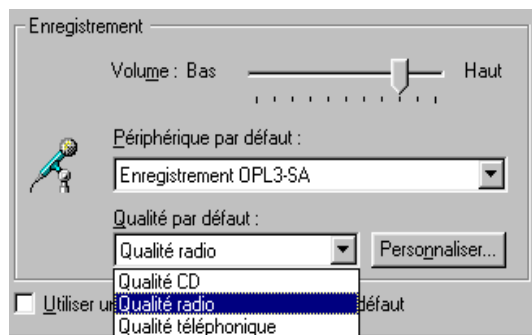 Enregistrement
Volume : Bas Haut
Périphérique par défaut :
Enregistrement OPL3-SA
Qualité par défaut :
Qualité radio Personnaliser...
Qualité CD
Utiliser Qualité radio défaut
Qualité téléphonique